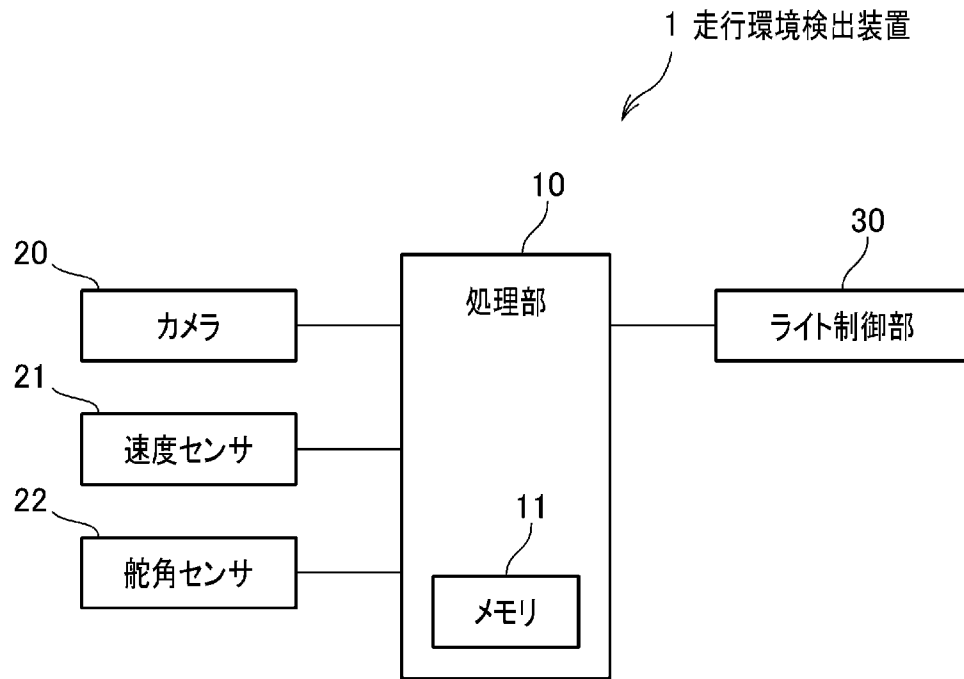 1 走行環境検出装置
10
30
20
処理部
カメラ
ライト制御部
21
速度センサ
22
11
舵角センサ
メモリ